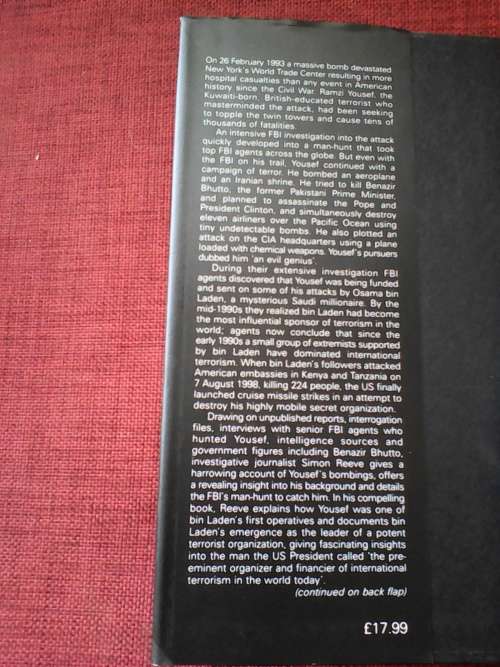 On 26 February 1993 a massive bomb devastated
New York's World Trade Center resulting in more
hospital casualties than any event in American
history since the Civil War. Ramzi Yousef, the
Kuwaiti-born, British-educated terrorist who
masterminded the attack, had been seeking
to topple the twin towers and cause tens of
thousands of fatalities.
An intensive FBI investigation into the attack
quickly developed into a man-hunt that took
top FBI agents across the globe. But even with
the FBI on his trail, Yousef continued with a
campaign of terror. He bombed an aeroplane
and an Iranian shrine. He tried to kill Benazir
Bhutto, the former Pakistani Prime Minister,
and planned to assassinate the Pope and
President Clinton, and simultaneously destroy
eleven airliners over the Pacific Ocean using
tiny undetectable bombs. He also plotted an
attack on the CIA headquarters using a plane
loaded with chemical weapons. Yousef's pursuers
dubbed him 'an evil genius'.
During their extensive investigation FBI
agents discovered that Yousef was being funded
and sent on some of his attacks by Osama bin
Laden, a mysterious Saudi millionaire. By the
mid-1990s they realized bin Laden had become
the most influential sponsor of terrorism in the
world; agents now conclude that since the
early 1990s a small group of extremists supported
by bin Laden have dominated international
terrorism. When bin Laden's followers attacked
American embassies in Kenya and Tanzania on
7 August 1998, killing 224 people, the US finally
launched cruise missile strikes in an attempt to
destroy his highly mobile secret organization.
Drawing on unpublished reports, interrogation
files, interviews with senior FBI agents who
hunted Yousef, intelligence sources and
government figures including Benazir Bhutto,
investigative journalist Simon Reeve gives a
harrowing account of Yousef's bombings, offers
a revealing insight into his background and details
the FBI's man-hunt to catch him. In his compelling
book, Reeve explains how Yousef was one of
bin Laden's first operatives and documents bin
Laden's emergence as the leader of a potent
terrorist organization, giving fascinating insights
into the man the US President called 'the pre-
eminent organizer and financier of international
terrorism in the world today'.
(continued on back flap)
£17.99